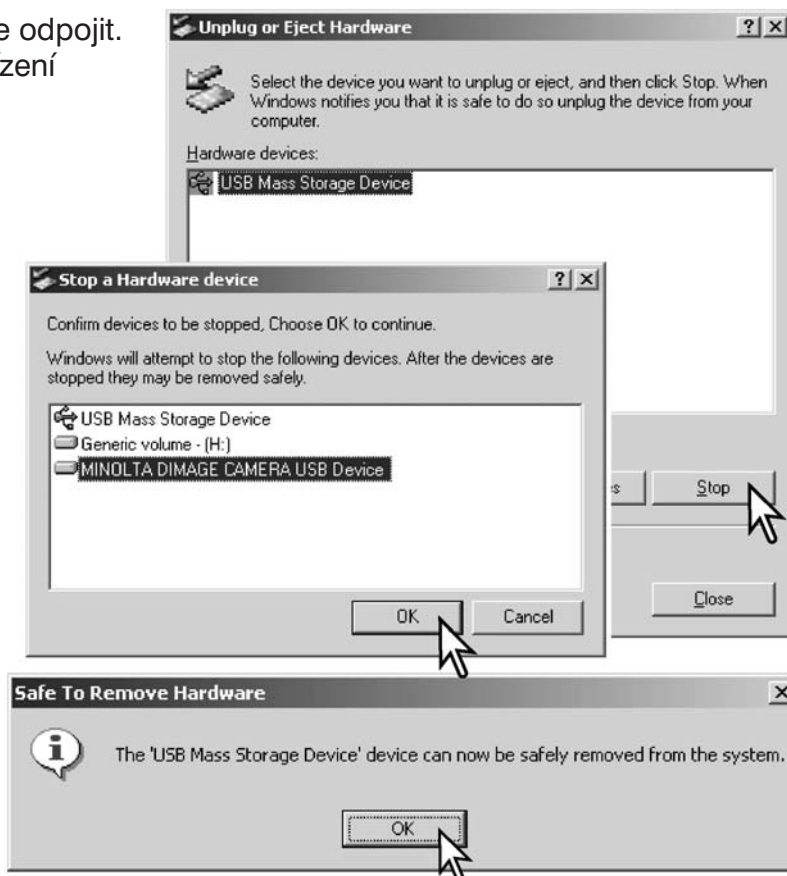 e odpojit.
zení
Unplug or Eject Hardware
Select the device you want to unplug or eject, and then click Stop. When
Windows notifies you that it is safe to do so unplug the device from your
computer.
Hardware devices:
USB Mass Storage Device
Stop a Hardware device
Confirm devices to be stopped, Choose OK to continue.
Windows will attempt to stop the following devices. After the devices are
stopped they may be removed safely.
USB Mass Storage Device
Generic volume - (H:)
MINOLTA DIMAGE CAMERA USB Device
s Stop
OK Cancel
Close
Safe To Remove Hardware
The 'USB Mass Storage Device' device can now be safely removed from the system.
OK